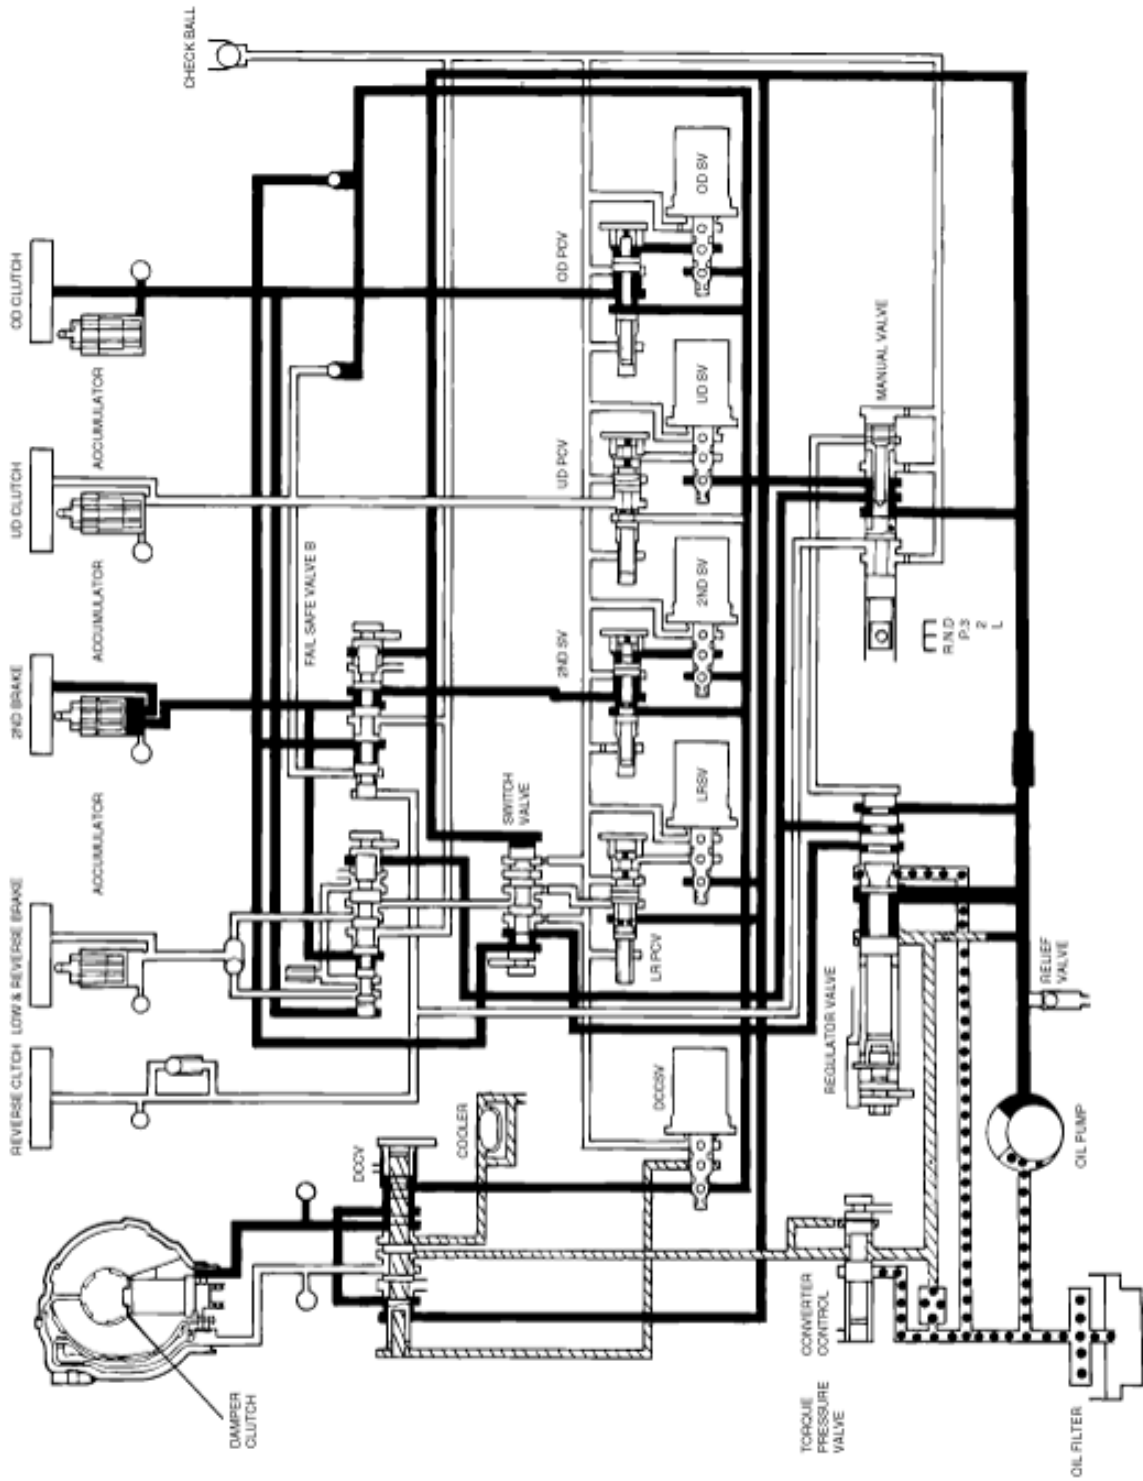 REVERSE CLTCH
LOW & REVERSE BRAKE
ACCUMULATOR
2ND BRAKE
ACCUMULATOR
UD CLUTCH
ACCUMULATOR
OD CLUTCH
CHECK BALL
DAMPER
CLUTCH
DCCV
COOLER
FAIL SAFE VALVE B
SWITCH
VALVE
LR PCV
2ND SV
UD PCV
OD PCV
DCCSV
LRSV
2ND SV
UD SV
OD SV
TORQUE
PRESSURE
VALVE
CONVERTER
CONTROL
REGULATOR VALVE
MANUAL VALVE
R.N.D
P.3
2
L
RELIEF
VALVE
OIL PUMP
OIL FILTER